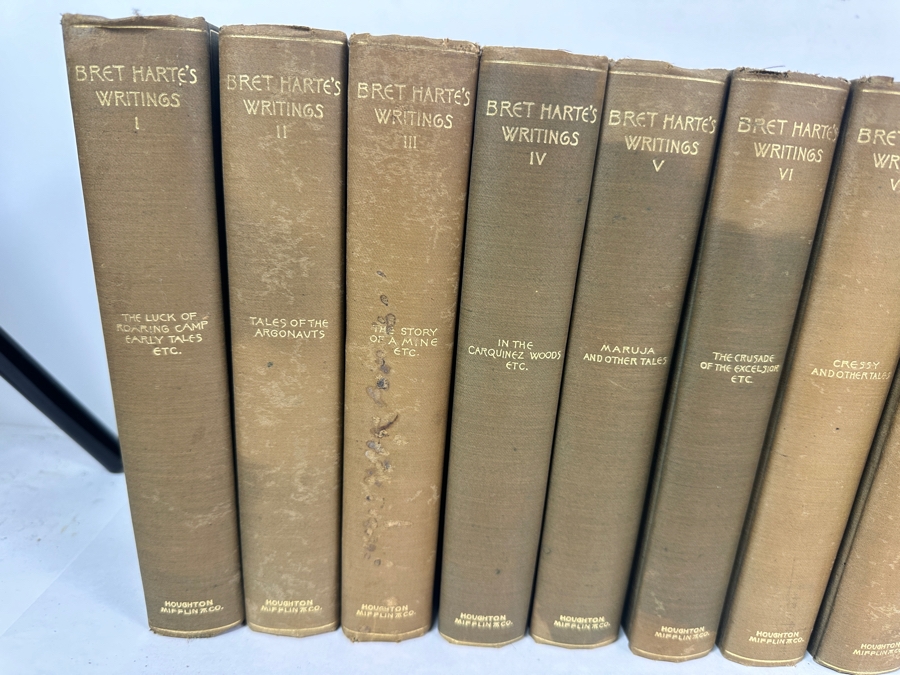 BRET HARTE'S
WRITINGS
I
THE LUCK OF
ROARING CAMP
EARLY TALES
ETC.
HOUGHTON
MIFFLIN & CO.
BRET HARTE'S
WRITINGS
II
TALES OF THE
ARGONAUTS
HOUGHTON
MIFFLIN & CO.
BRET HARTE'S
WRITINGS
III
THE STORY
OF A MINE
ETC.
HOUGHTON
MIFFLIN & CO.
BRET HARTE'S
WRITINGS
IV
IN THE
CARQUINEZ WOODS
ETC.
HOUGHTON
MIFFLIN & CO.
BRET HARTE'S
WRITINGS
V
MARUJA
AND OTHER TALES
HOUGHTON
MIFFLIN & CO.
BRET HARTE'S
WRITINGS
VI
THE CRUSADE
OF THE EXCELSIOR
ETC.
HOUGHTON
MIFFLIN & CO.
BRET
WR
V
CRESSY
AND OTHER TALES
HOUGHTON
MIFFLIN & CO.
HOUGHTON
MIFFLIN & CO.